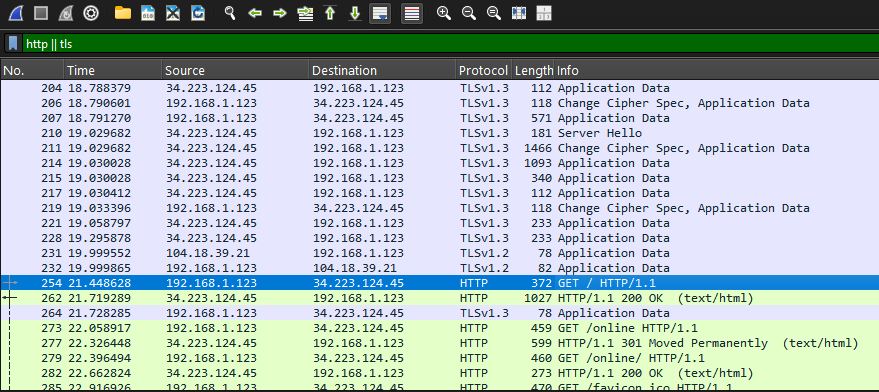 http || tls
No. Time Source Destination Protocol Length Info
204 18.788379 34.223.124.45 192.168.1.123 TLSv1.3 112 Application Data
206 18.790601 192.168.1.123 34.223.124.45 TLSv1.3 118 Change Cipher Spec, Application Data
207 18.791270 192.168.1.123 34.223.124.45 TLSv1.3 571 Application Data
210 19.029682 34.223.124.45 192.168.1.123 TLSv1.3 181 Server Hello
211 19.029682 34.223.124.45 192.168.1.123 TLSv1.3 1466 Change Cipher Spec, Application Data
214 19.030028 34.223.124.45 192.168.1.123 TLSv1.3 1093 Application Data
215 19.030028 34.223.124.45 192.168.1.123 TLSv1.3 340 Application Data
217 19.030412 34.223.124.45 192.168.1.123 TLSv1.3 112 Application Data
219 19.033396 192.168.1.123 34.223.124.45 TLSv1.3 118 Change Cipher Spec, Application Data
221 19.058797 34.223.124.45 192.168.1.123 TLSv1.3 233 Application Data
228 19.295878 34.223.124.45 192.168.1.123 TLSv1.3 233 Application Data
231 19.999552 104.18.39.21 192.168.1.123 TLSv1.2 78 Application Data
232 19.999865 192.168.1.123 104.18.39.21 TLSv1.2 82 Application Data
254 21.448628 192.168.1.123 34.223.124.45 HTTP 372 GET / HTTP/1.1
262 21.719289 34.223.124.45 192.168.1.123 HTTP 1027 HTTP/1.1 200 OK (text/html)
264 21.728285 192.168.1.123 34.223.124.45 TLSv1.3 78 Application Data
273 22.058917 192.168.1.123 34.223.124.45 HTTP 459 GET /online HTTP/1.1
277 22.326448 34.223.124.45 192.168.1.123 HTTP 599 HTTP/1.1 301 Moved Permanently (text/html)
279 22.396494 192.168.1.123 34.223.124.45 HTTP 460 GET /online/ HTTP/1.1
282 22.662824 34.223.124.45 192.168.1.123 HTTP 273 HTTP/1.1 200 OK (text/html)
285 22.916926 192.168.1.123 34.223.124.45 HTTP 470 GET /favicon.ico HTTP/1.1